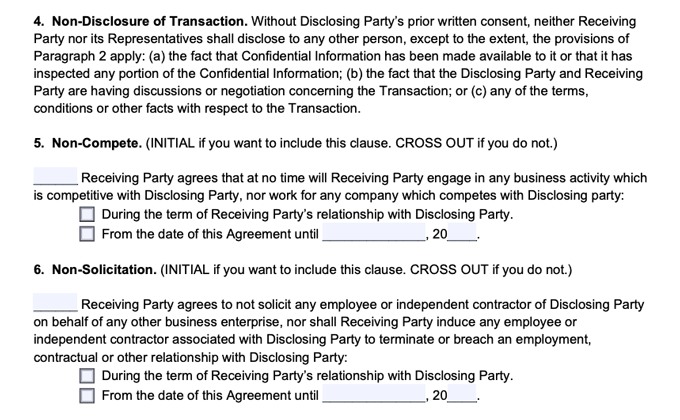 4. Non-Disclosure of Transaction. Without Disclosing Party's prior written consent, neither Receiving
Party nor its Representatives shall disclose to any other person, except to the extent, the provisions of
Paragraph 2 apply: (a) the fact that Confidential Information has been made available to it or that it has
inspected any portion of the Confidential Information; (b) the fact that the Disclosing Party and Receiving
Party are having discussions or negotiation concerning the Transaction; or (c) any of the terms,
conditions or other facts with respect to the Transaction.
5. Non-Compete. (INITIAL if you want to include this clause. CROSS OUT if you do not.)
______ Receiving Party agrees that at no time will Receiving Party engage in any business activity which
is competitive with Disclosing Party, nor work for any company which competes with Disclosing party:
During the term of Receiving Party's relationship with Disclosing Party.
From the date of this Agreement until ______________, 20____.
6. Non-Solicitation. (INITIAL if you want to include this clause. CROSS OUT if you do not.)
______ Receiving Party agrees to not solicit any employee or independent contractor of Disclosing Party
on behalf of any other business enterprise, nor shall Receiving Party induce any employee or
independent contractor associated with Disclosing Party to terminate or breach an employment,
contractual or other relationship with Disclosing Party:
During the term of Receiving Party's relationship with Disclosing Party.
From the date of this Agreement until ______________, 20____.